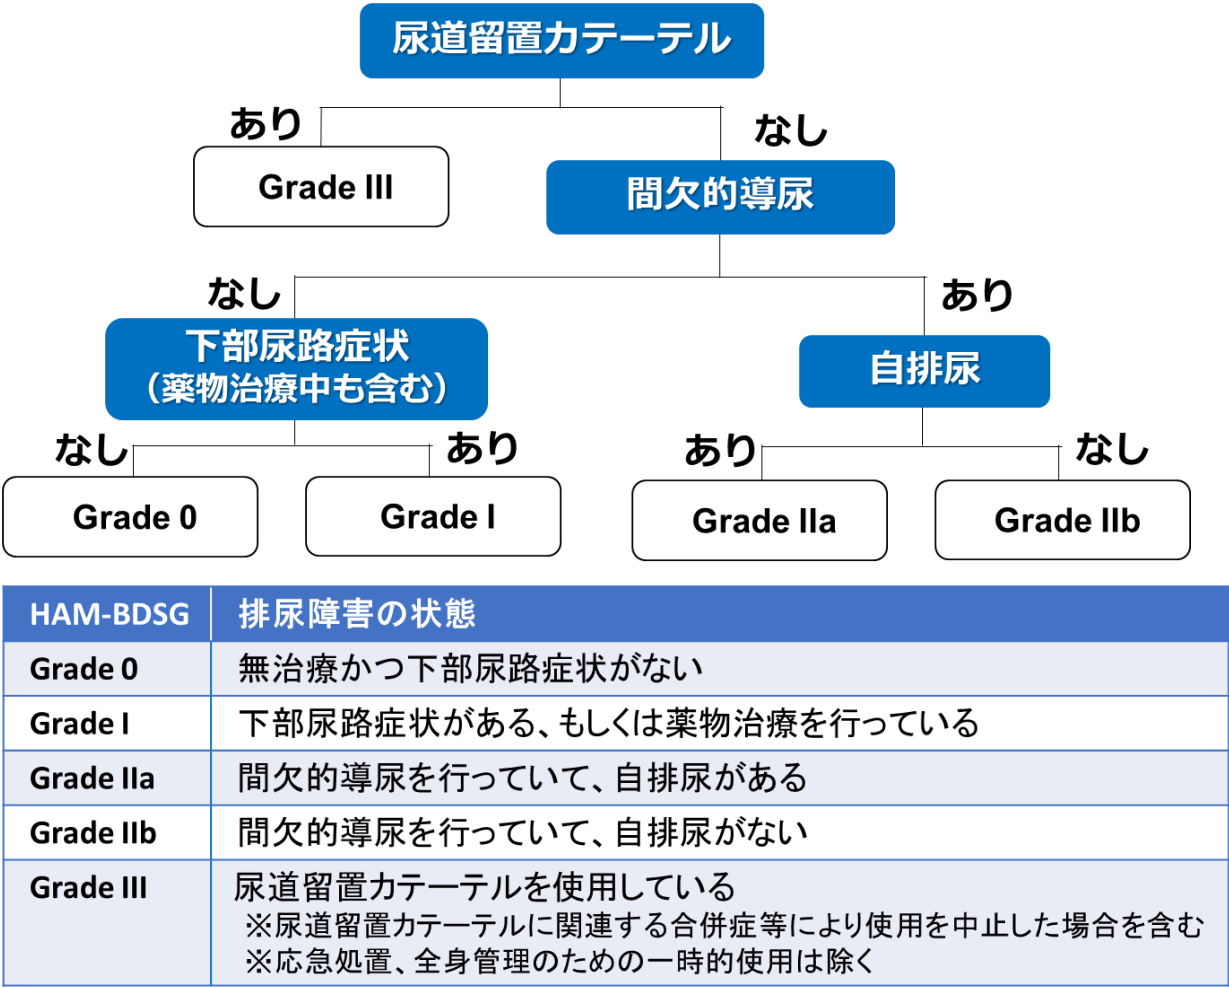 尿道留置カテーテル
あり
なし
Grade III
間欠的導尿
なし
あり
下部尿路症状
（薬物治療中も含む）
自排尿
なし
あり
あり
なし
Grade 0
Grade I
Grade IIa
Grade IIb
HAM-BDSG 排尿障害の状態
Grade 0 無治療かつ下部尿路症状がない
Grade I 下部尿路症状がある、もしくは薬物治療を行っている
Grade IIa 間欠的導尿を行っていて、自排尿がある
Grade IIb 間欠的導尿を行っていて、自排尿がない
Grade III 尿道留置カテーテルを使用している
※尿道留置カテーテルに関連する合併症等により使用を中止した場合を含む
※応急処置、全身管理のための一時的使用は除く